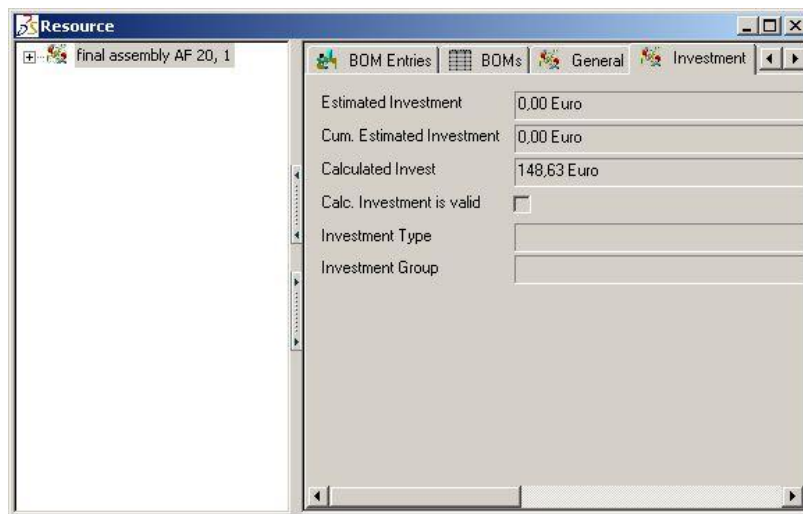 Resource
final assembly AF 20, 1
BOM Entries BOMs General Investment
Estimated Investment 0,00 Euro
Cum. Estimated Investment 0,00 Euro
Calculated Invest 148,63 Euro
Calc. Investment is valid
Investment Type
Investment Group